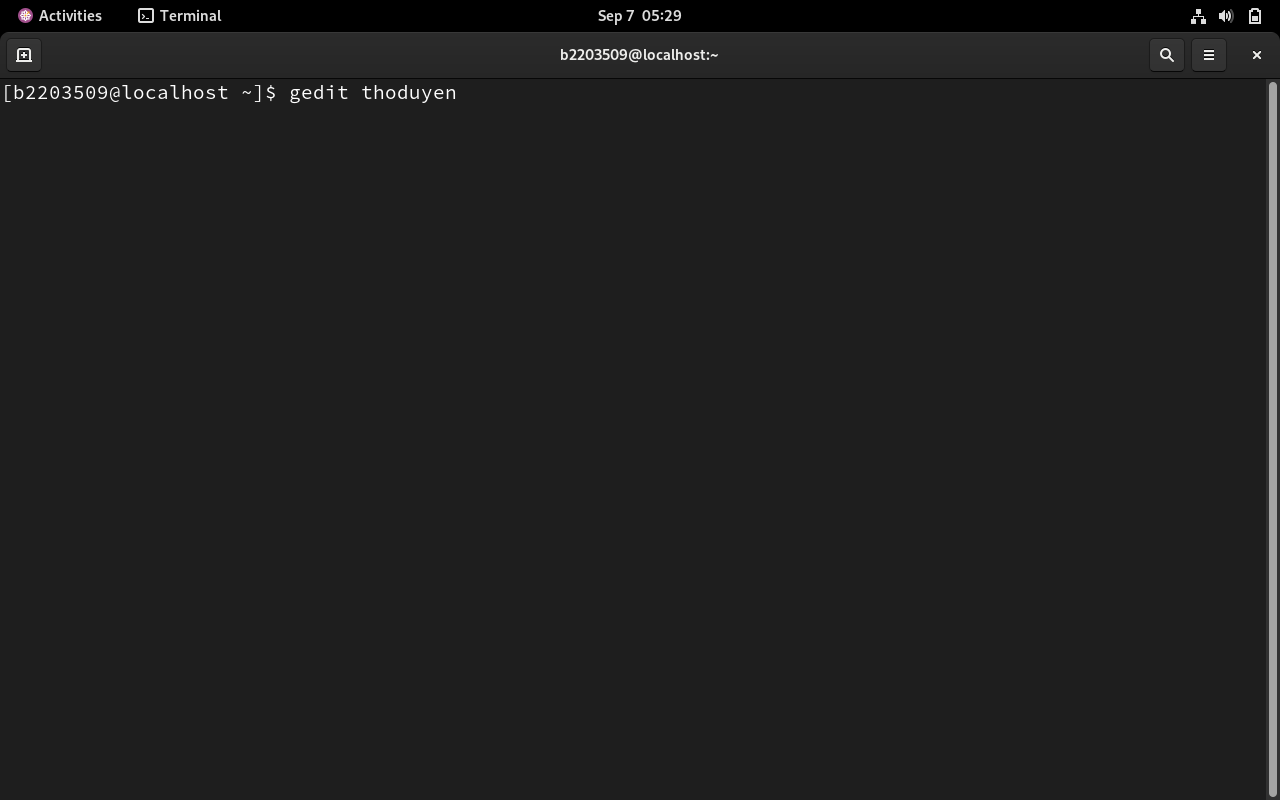 Activities Terminal Sep 7 05:29
b2203509@localhost:~
[b2203509@localhost ~]$ gedit thoduyen